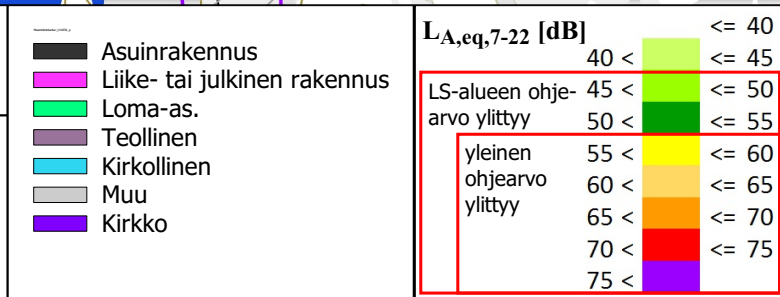 Asuinrakennus
Liike- tai julkinen rakennus
Loma-as.
Teollinen
Kirkollinen
Muu
Kirkko
L A,eq,7-22 [dB]
<= 40
40 < <= 45
LS-alueen ohje- 45 < <= 50
arvo ylittyy 50 < <= 55
yleinen 55 < <= 60
ohjearvo 60 < <= 65
ylittyy 65 < <= 70
70 < <= 75
75 <